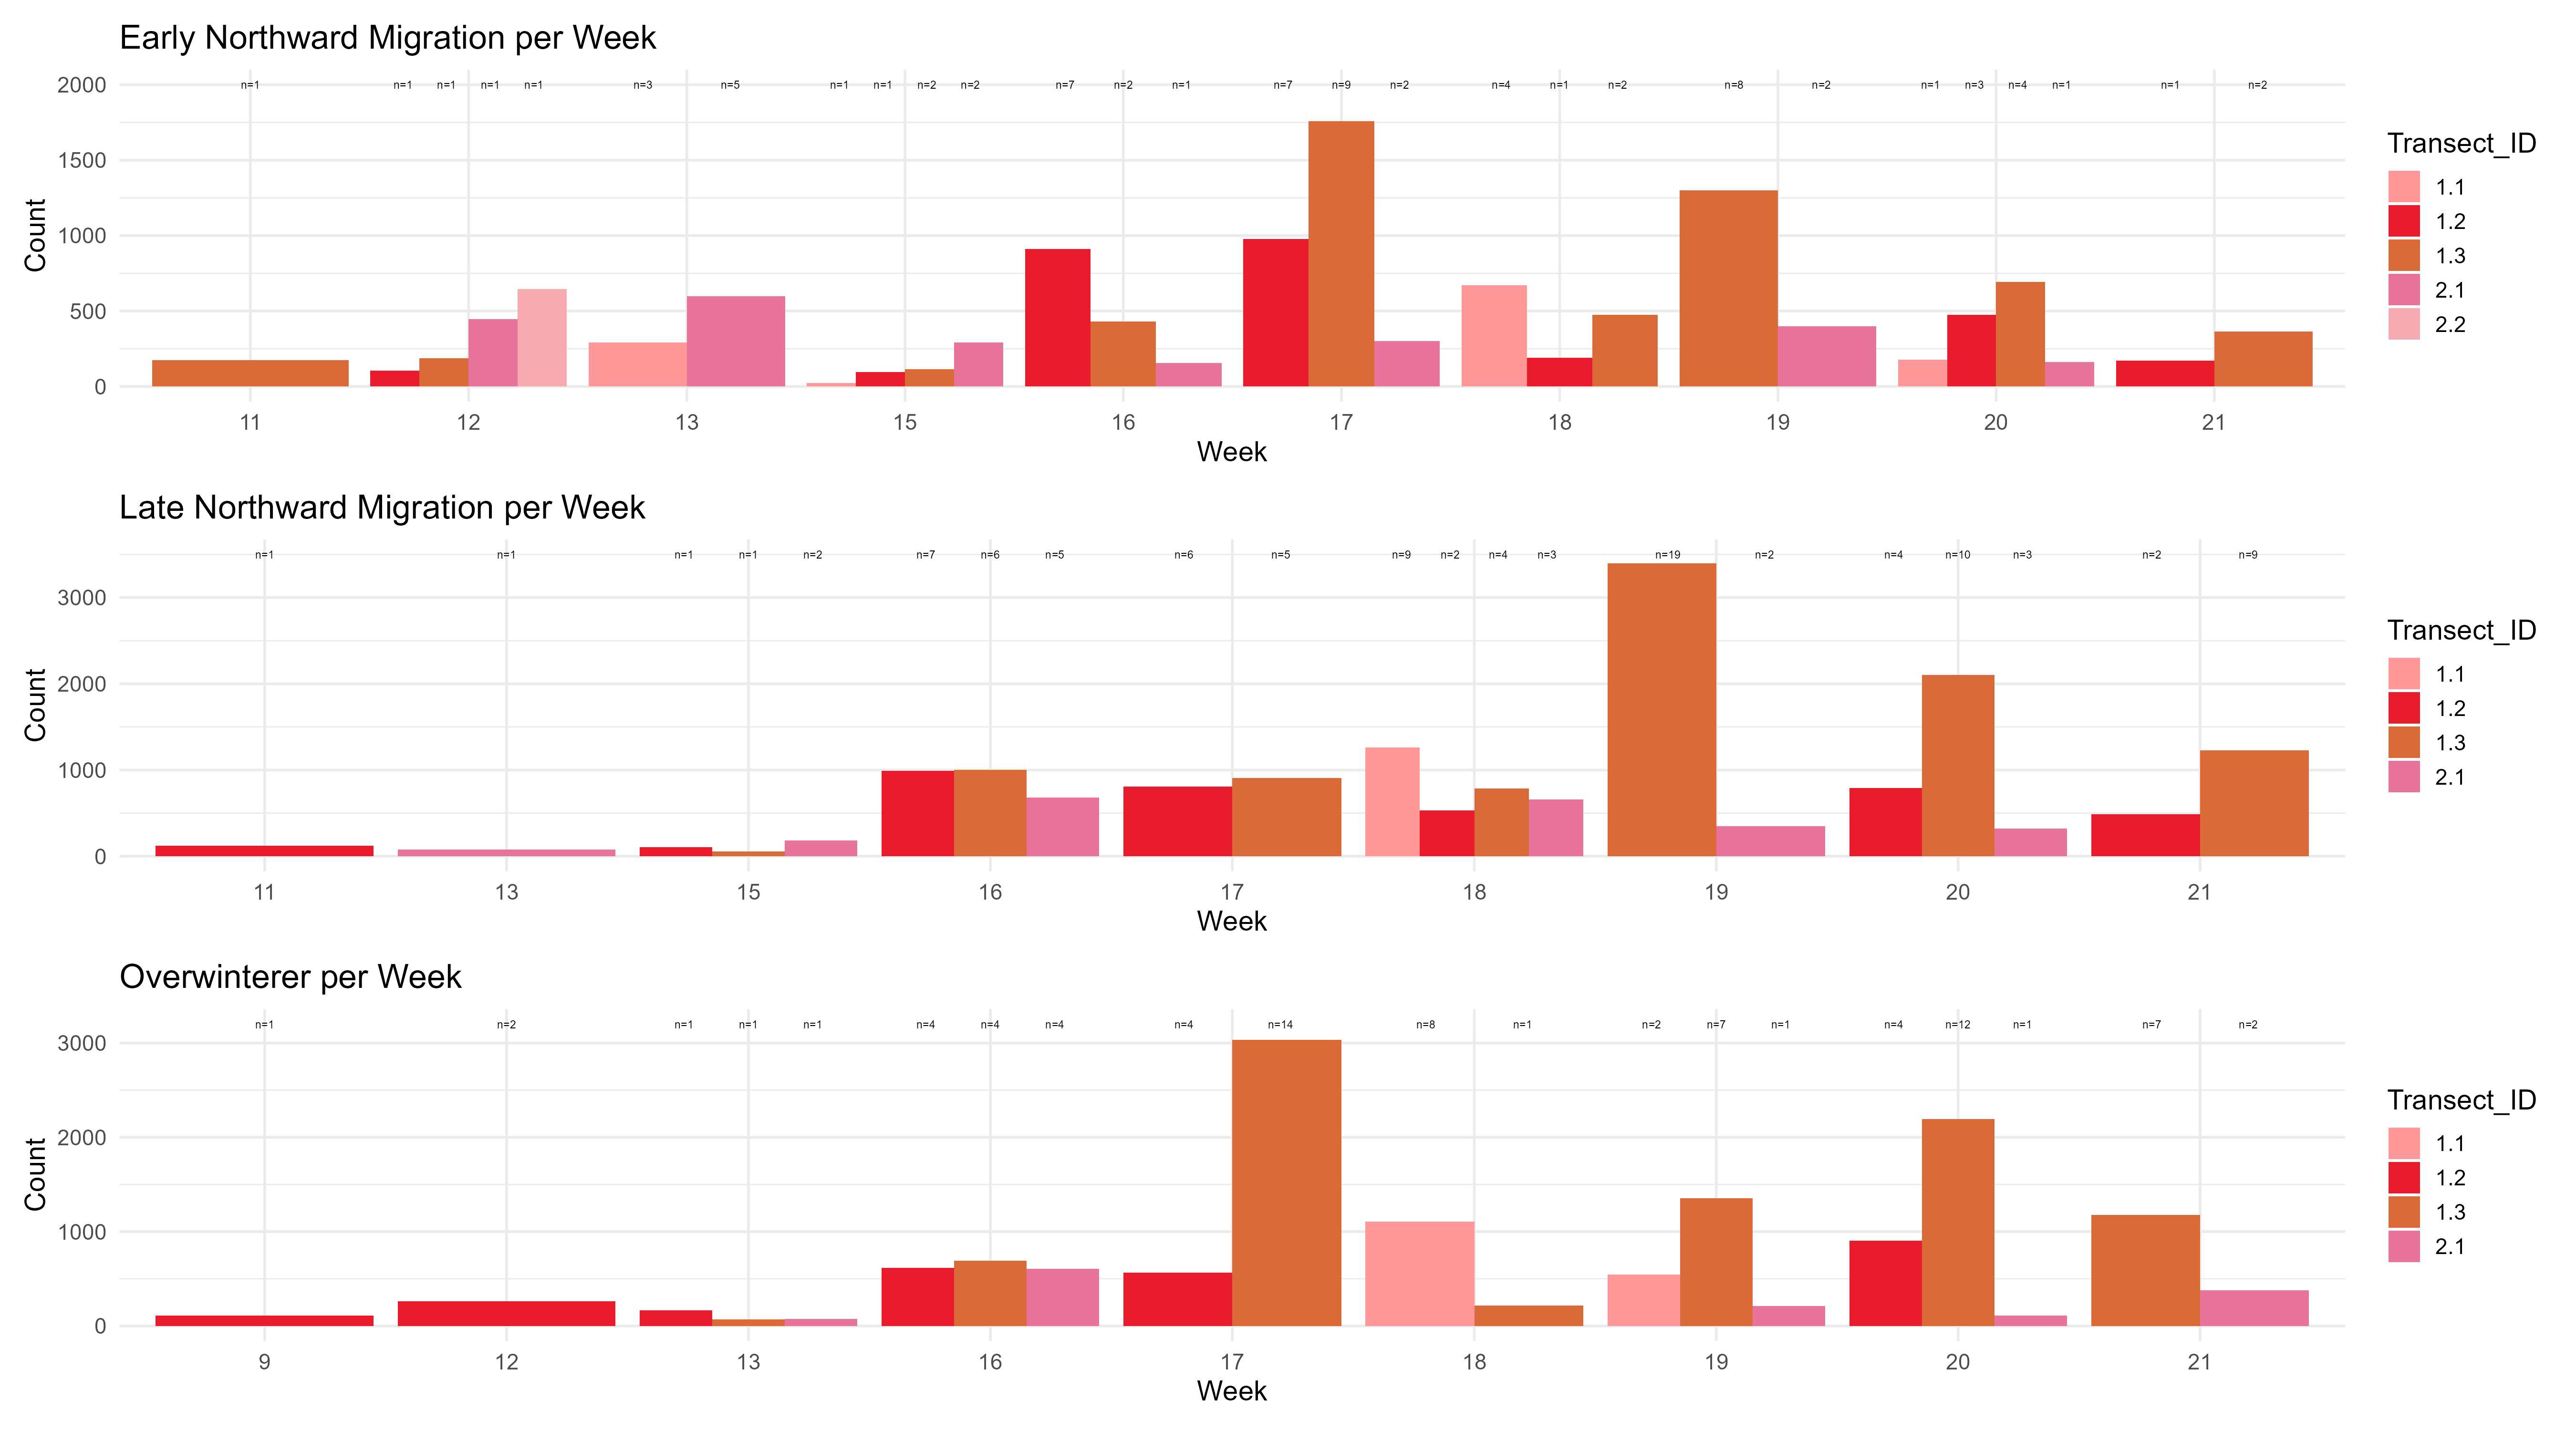 Early Northward Migration per Week
2000
n=1 n=1 n=1 n=1 n=1 n=3 n=5 n=1 n=1 n=2 n=2 n=7 n=2 n=1 n=7 n=9 n=2 n=4 n=1 n=2 n=8 n=2 n=1 n=3 n=4 n=1 n=1 n=2
1500
1000
500
0
Count
11 12 13 15 16 17 18 19 20 21
Week
Transect_ID
1.1
1.2
1.3
2.1
2.2
Late Northward Migration per Week
n=1 n=1 n=1 n=1 n=2 n=7 n=6 n=5 n=6 n=5 n=9 n=2 n=4 n=3 n=19 n=2 n=4 n=10 n=3 n=2 n=9
3000
2000
1000
0
Count
11 13 15 16 17 18 19 20 21
Week
Transect_ID
1.1
1.2
1.3
2.1
Overwinterer per Week
n=1 n=2 n=1 n=1 n=1 n=4 n=4 n=4 n=4 n=14 n=8 n=1 n=2 n=7 n=1 n=4 n=12 n=1 n=7 n=2
3000
2000
1000
0
Count
9 12 13 16 17 18 19 20 21
Week
Transect_ID
1.1
1.2
1.3
2.1